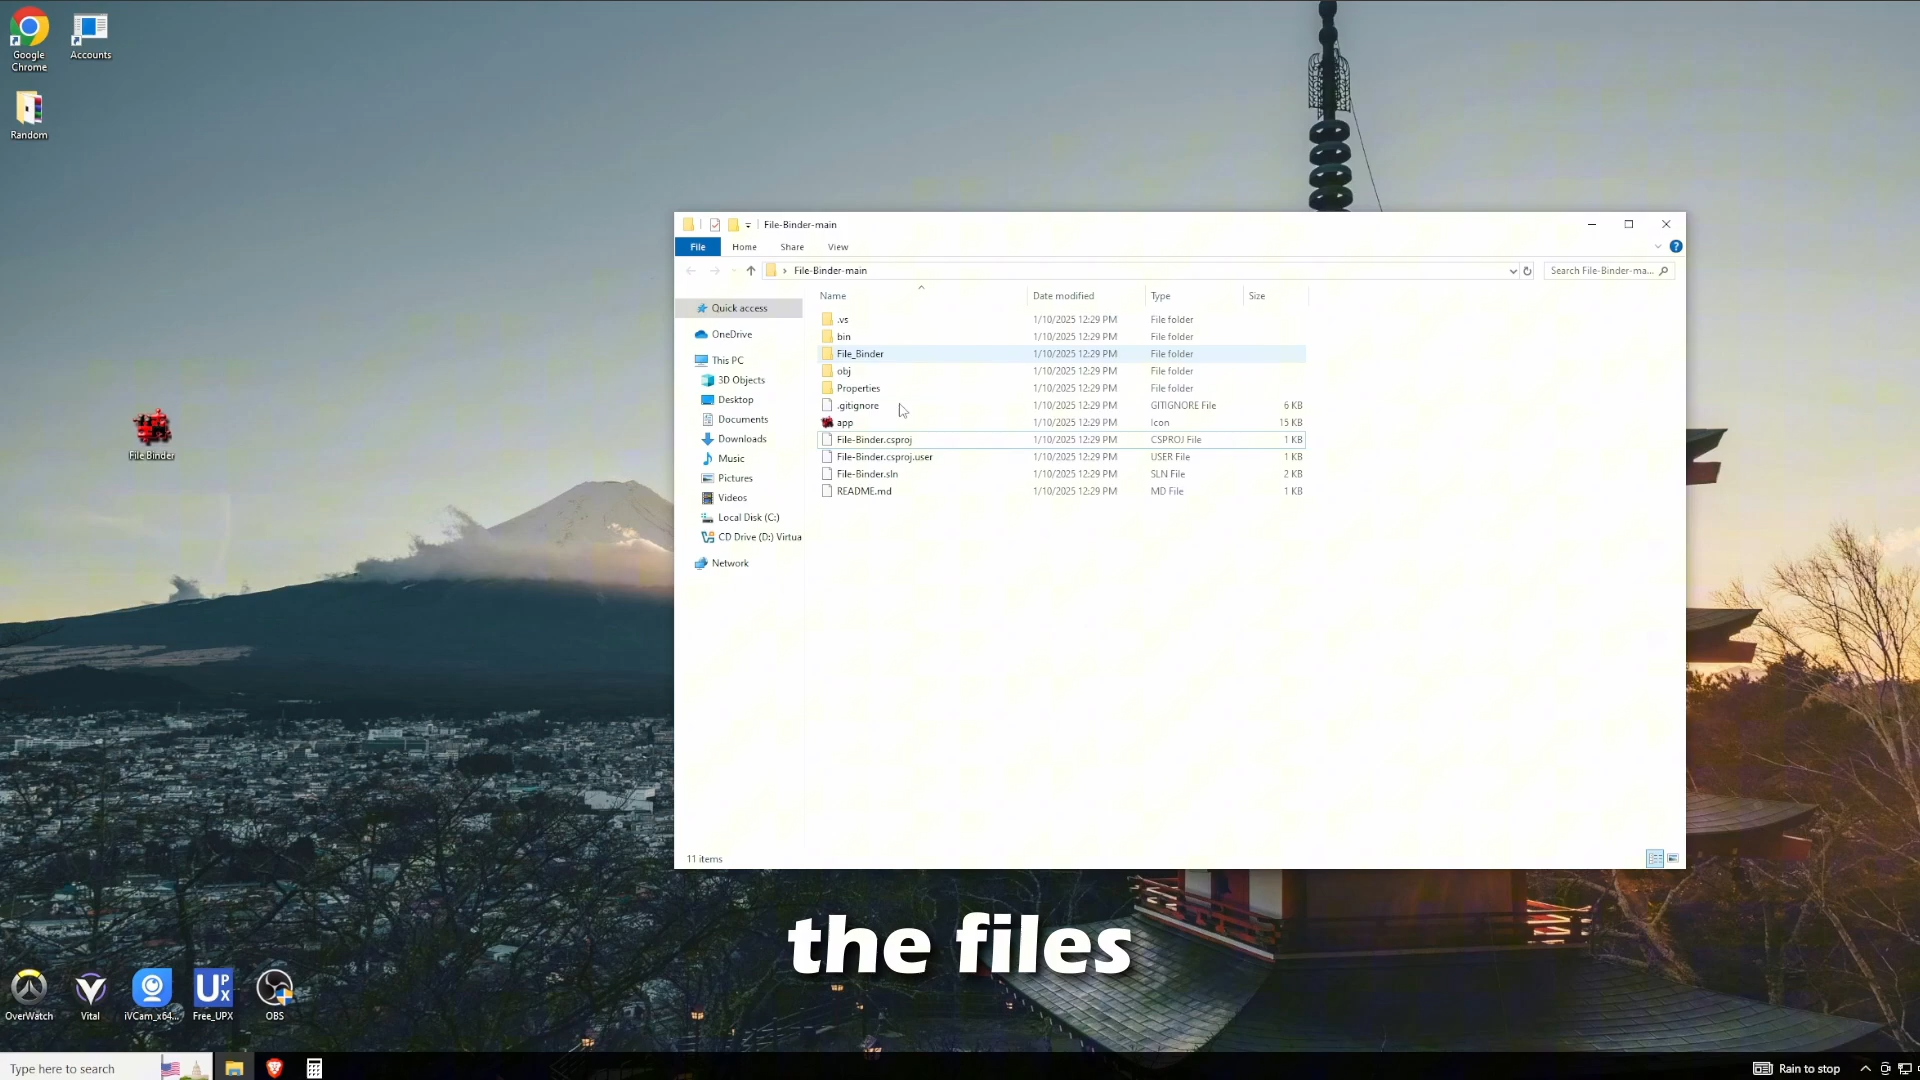 Google
Chrome
Accounts
Random
File Binder
File-Binder-main
File
Home
Share
View
?
File-Binder-main
Search File-Binder-ma...
Name
Date modified
Type
Size
Quick access
OneDrive
This PC
3D Objects
Desktop
Documents
Downloads
Music
Pictures
Videos
Local Disk (C:)
CD Drive (D:) Virtua
Network
.vs 1/10/2025 12:29 PM File folder
bin 1/10/2025 12:29 PM File folder
File_Binder 1/10/2025 12:29 PM File folder
obj 1/10/2025 12:29 PM File folder
Properties 1/10/2025 12:29 PM File folder
.gitignore 1/10/2025 12:29 PM GITIGNORE File 6 KB
app 1/10/2025 12:29 PM Icon 15 KB
File-Binder.csproj 1/10/2025 12:29 PM CSPROJ File 1 KB
File-Binder.csproj.user 1/10/2025 12:29 PM USER File 1 KB
File-Binder.sln 1/10/2025 12:29 PM SLN File 2 KB
README.md 1/10/2025 12:29 PM MD File 1 KB
11 items
the files
UPX
OverWatch
Vital
iVCam_x64...
Free_UPX
OBS
Type here to search
Rain to stop